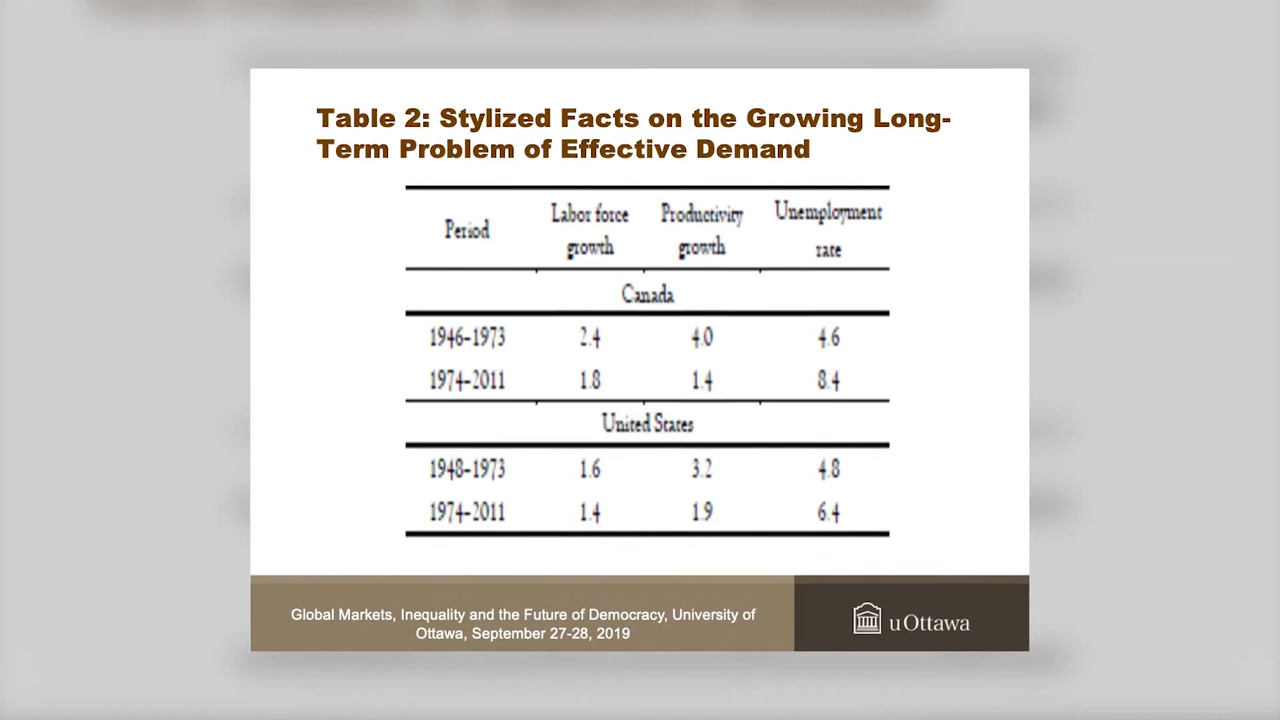 Table 2: Stylized Facts on the Growing Long-
Term Problem of Effective Demand
Period Labor force growth Productivity growth Unemployment rate
Canada
1946–1973 2.4 4.0 4.6
1974–2011 1.8 1.4 8.4
United States
1948–1973 1.6 3.2 4.8
1974–2011 1.4 1.9 6.4
Global Markets, Inequality and the Future of Democracy, University of
Ottawa, September 27-28, 2019
uOttawa